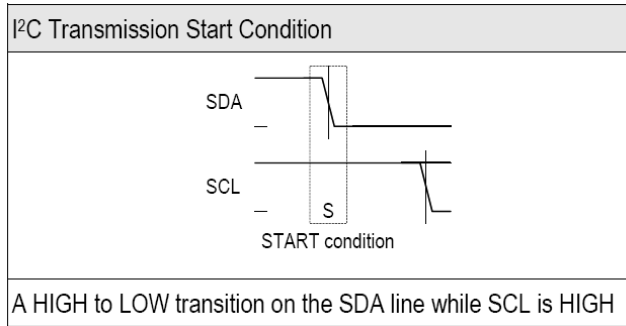 I²C Transmission Start Condition
SDA
SCL
S
START condition
A HIGH to LOW transition on the SDA line while SCL is HIGH